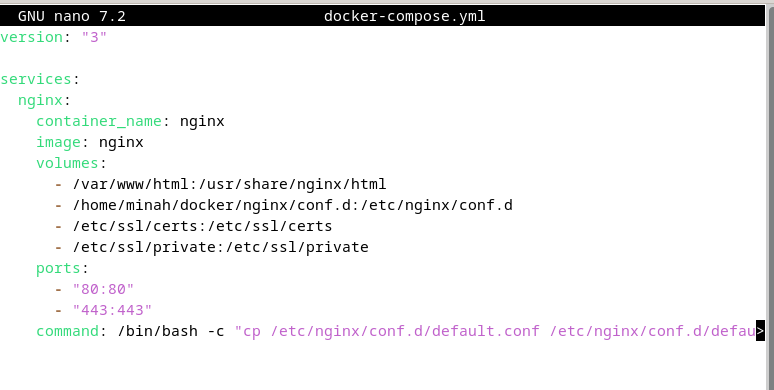 GNU nano 7.2 docker-compose.yml
version: "3"
services:
  nginx:
    container_name: nginx
    image: nginx
    volumes:
      - /var/www/html:/usr/share/nginx/html
      - /home/minah/docker/nginx/conf.d:/etc/nginx/conf.d
      - /etc/ssl/certs:/etc/ssl/certs
      - /etc/ssl/private:/etc/ssl/private
    ports:
      - "80:80"
      - "443:443"
    command: /bin/bash -c "cp /etc/nginx/conf.d/default.conf /etc/nginx/conf.d/defau>